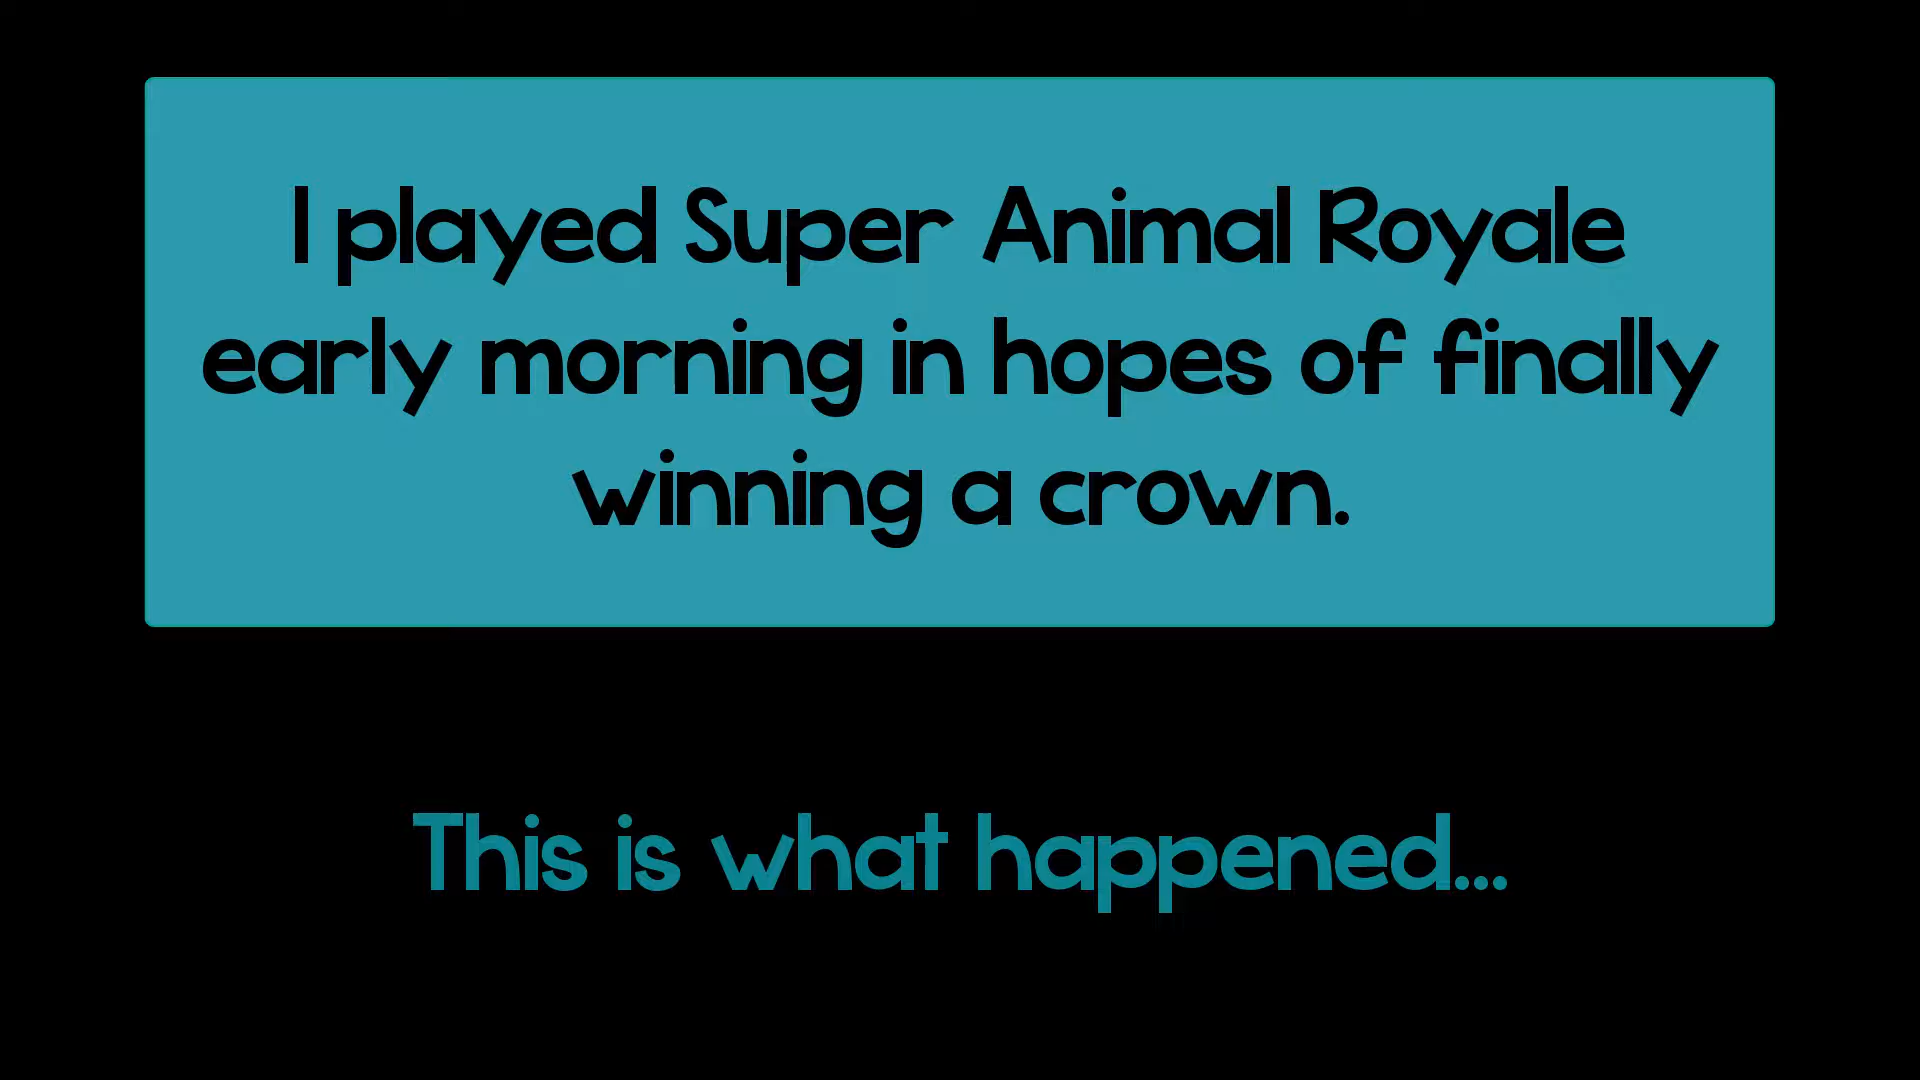 I played Super Animal Royale
early morning in hopes of finally
winning a crown.
This is what happened...